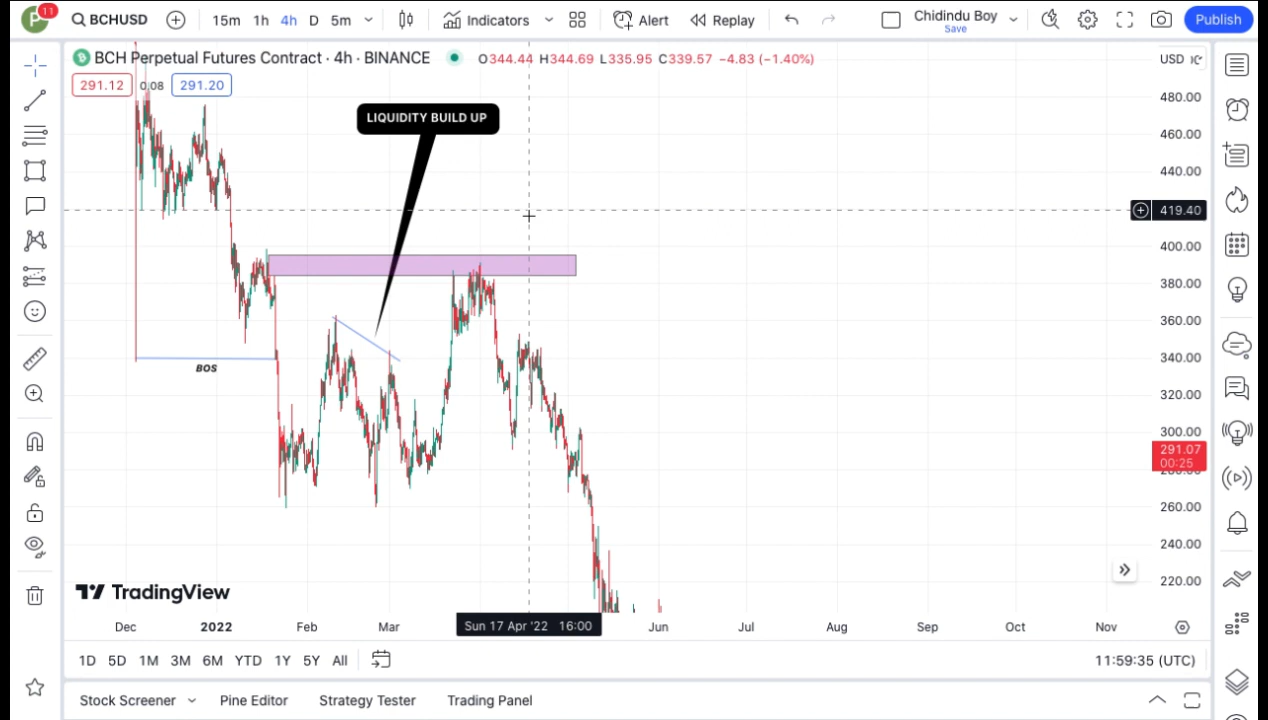 P 11 BCHUSD 15m 1h 4h D 5m Indicators Alert Replay Chidindu Boy Publish
Save
BCH Perpetual Futures Contract · 4h · BINANCE O344.44 H344.69 L335.95 C339.57 −4.83 (−1.40%) USD
291.12 0.08 291.20
480.00
LIQUIDITY BUILD UP
460.00
440.00
419.40
400.00
380.00
360.00
340.00
BOS
320.00
300.00
291.07
00:25
280.00
260.00
240.00
220.00
TradingView
Dec 2022 Feb Mar Sun 17 Apr '22 16:00 Jun Jul Aug Sep Oct Nov
1D 5D 1M 3M 6M YTD 1Y 5Y All 11:59:35 (UTC)
Stock Screener Pine Editor Strategy Tester Trading Panel